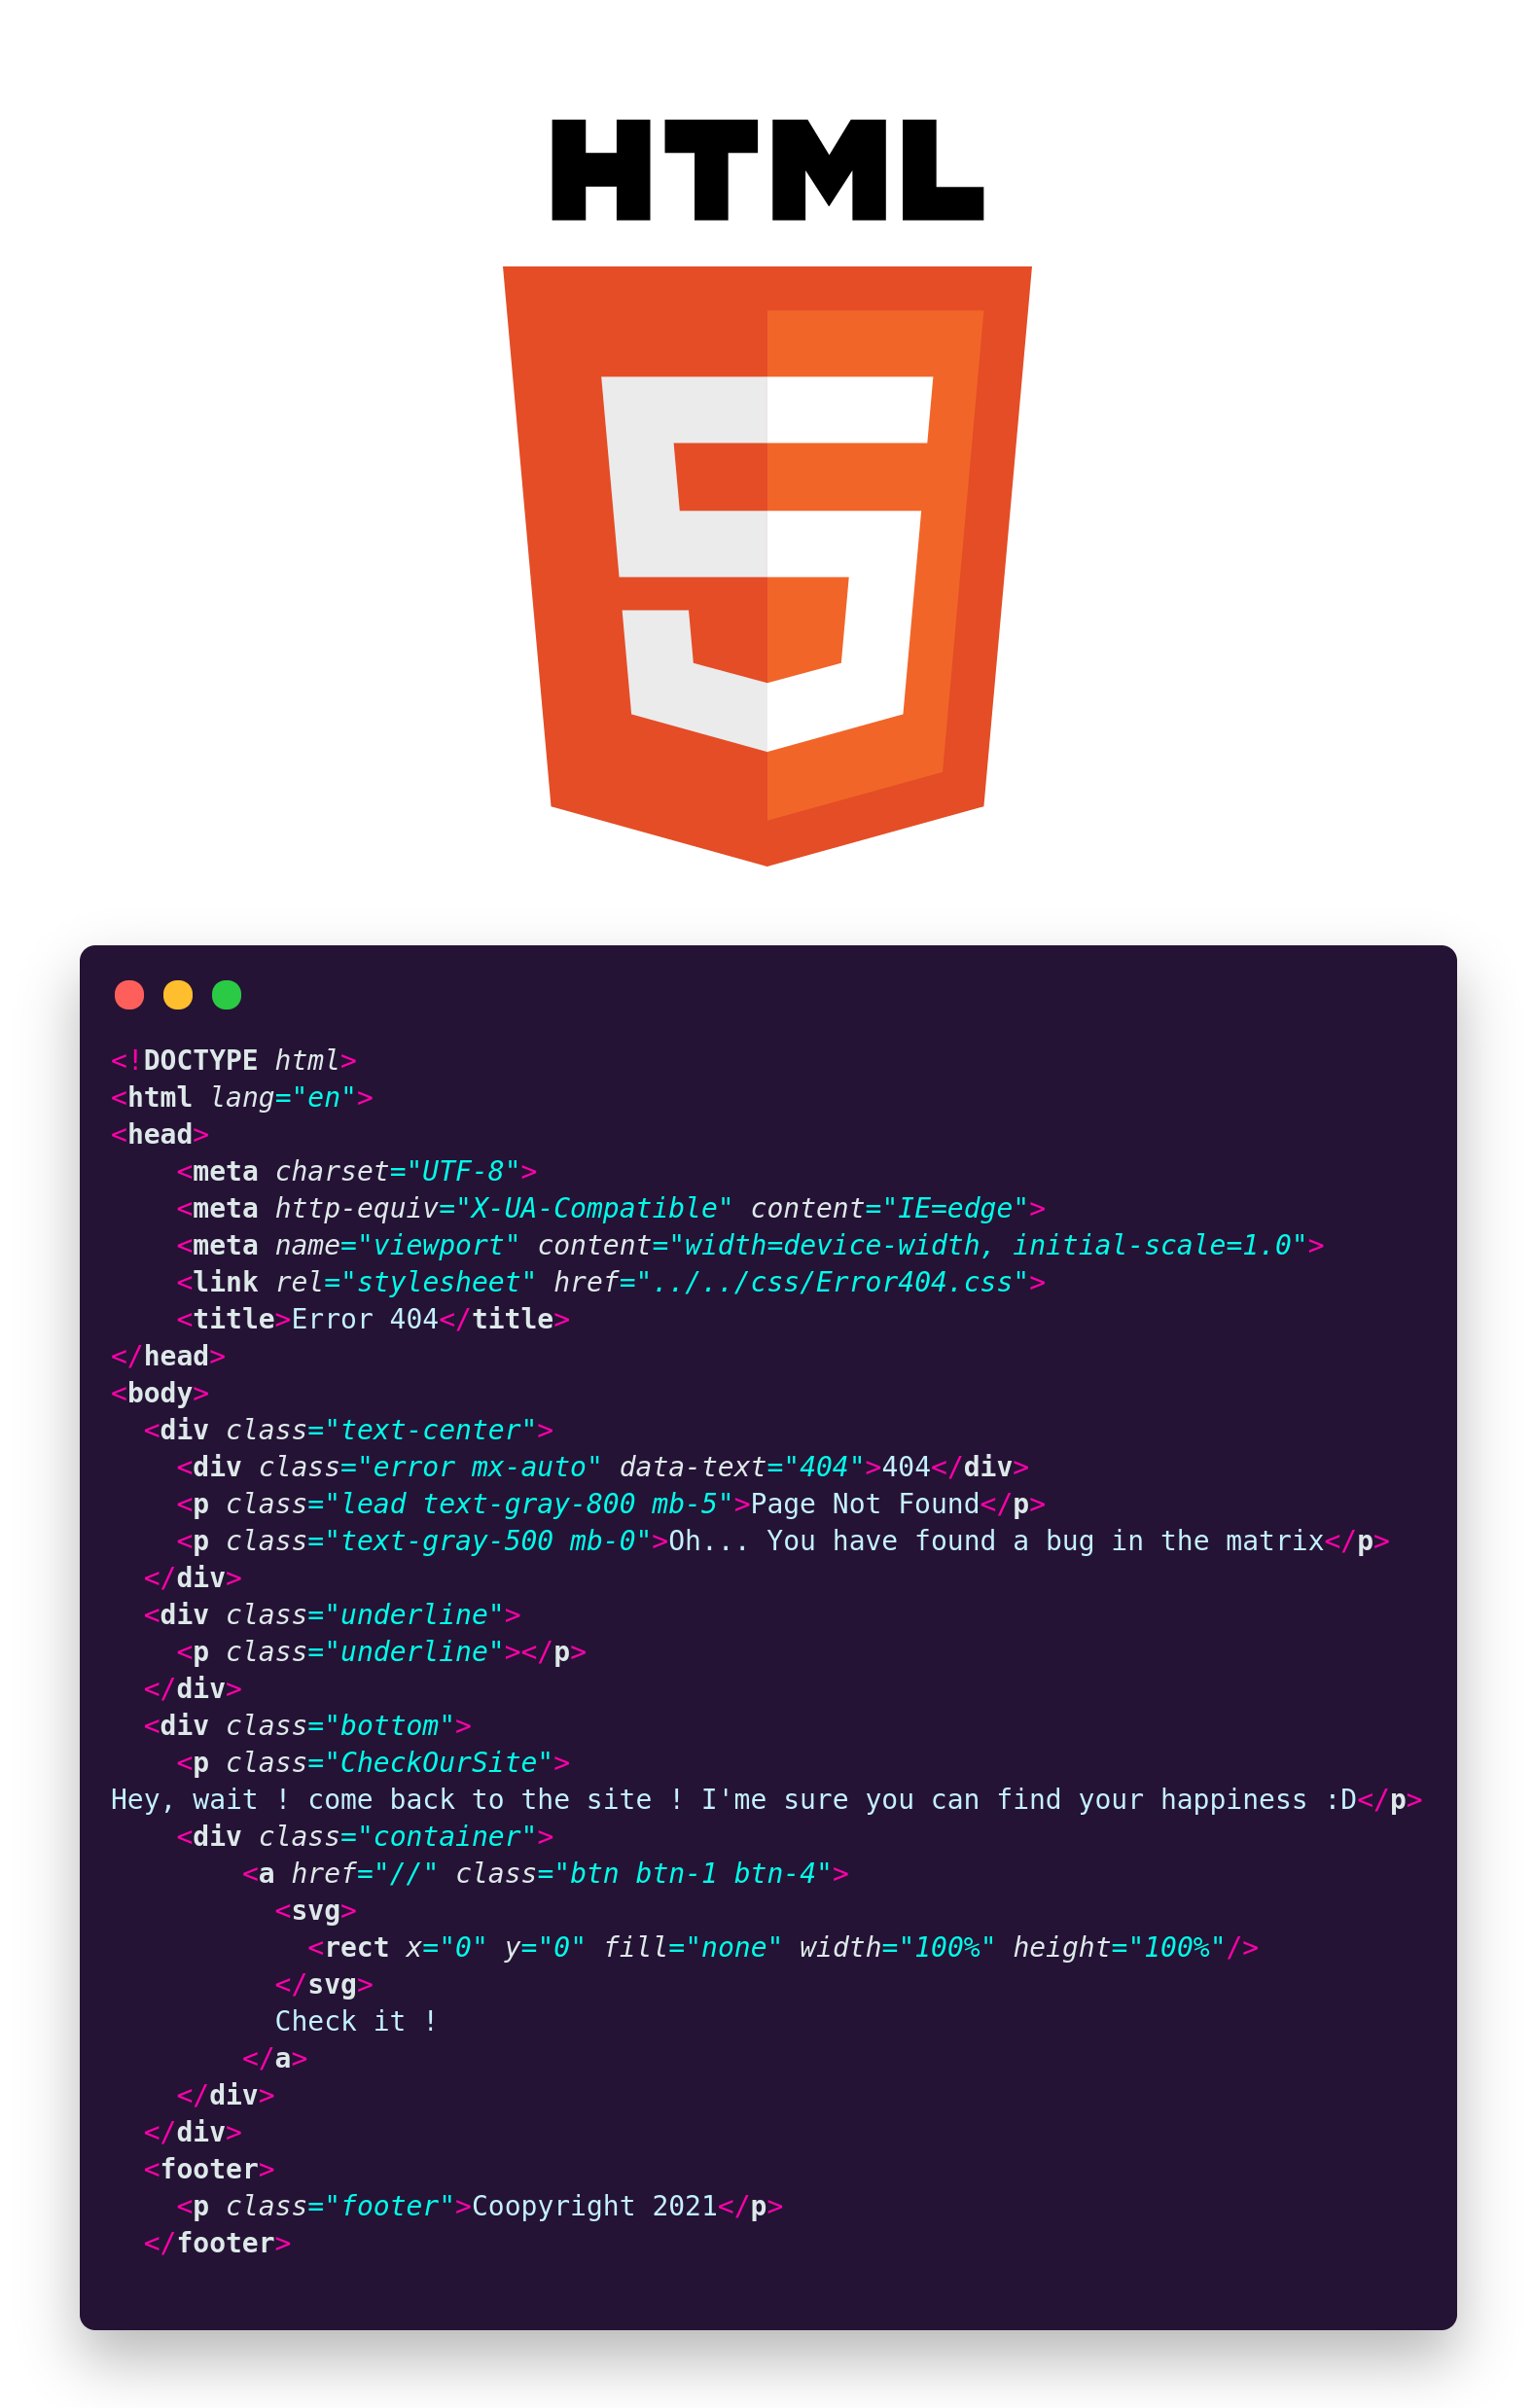 HTML
5
<!DOCTYPE html>
<html lang="en">
<head>
    <meta charset="UTF-8">
    <meta http-equiv="X-UA-Compatible" content="IE=edge">
    <meta name="viewport" content="width=device-width, initial-scale=1.0">
    <link rel="stylesheet" href="../../css/Error404.css">
    <title>Error 404</title>
</head>
<body>
  <div class="text-center">
    <div class="error mx-auto" data-text="404">404</div>
    <p class="lead text-gray-800 mb-5">Page Not Found</p>
    <p class="text-gray-500 mb-0">Oh... You have found a bug in the matrix</p>
  </div>
  <div class="underline">
    <p class="underline"></p>
  </div>
  <div class="bottom">
    <p class="CheckOurSite">
Hey, wait ! come back to the site ! I'me sure you can find your happiness :D</p>
    <div class="container">
        <a href="//" class="btn btn-1 btn-4">
          <svg>
            <rect x="0" y="0" fill="none" width="100%" height="100%"/>
          </svg>
          Check it !
        </a>
    </div>
  </div>
  <footer>
    <p class="footer">Coopyright 2021</p>
  </footer>